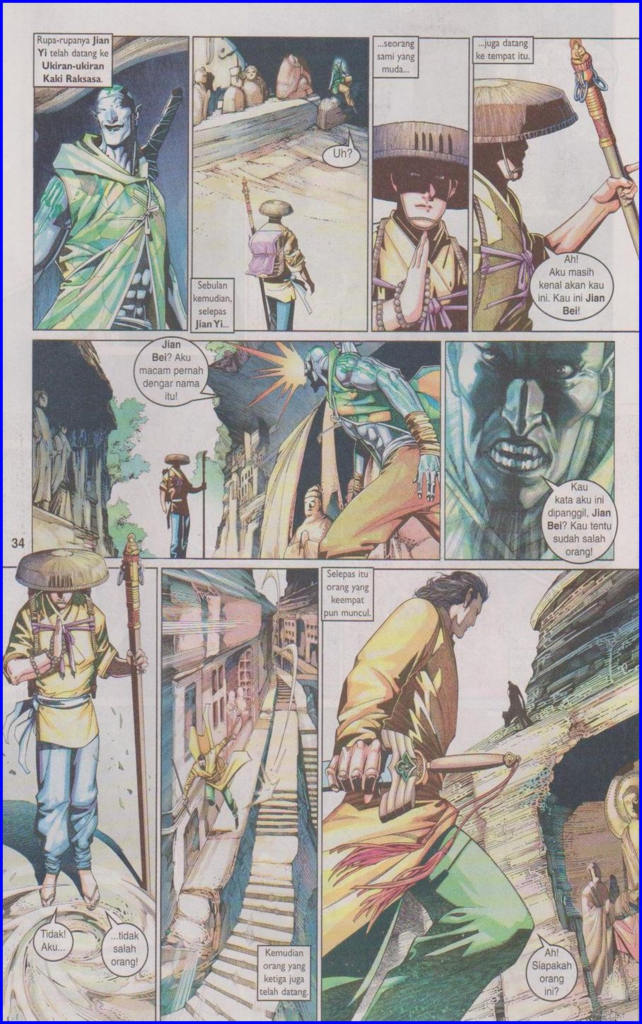 Rupa-rupanya Jian
Yi telah datang ke
Ukiran-ukiran
Kaki Raksasa.
Uh?
Sebulan
kemudian,
selepas
Jian Yi...
...seorang
sami yang
muda...
...juga datang
ke tempat itu.
Ah!
Aku masih
kenal akan kau
ini. Kau ini Jian
Bei!
Jian
Bei? Aku
macam pernah
dengar nama
itu!
Kau
kata aku ini
dipanggil, Jian
Bei? Kau tentu
sudah salah
orang!
34
Tidak!
Aku...
...tidak
salah
orang!
Kemudian
orang yang
ketiga juga
telah datang.
Selepas itu
orang yang
keempat
pun muncul.
Ah!
Siapakah
orang
ini?